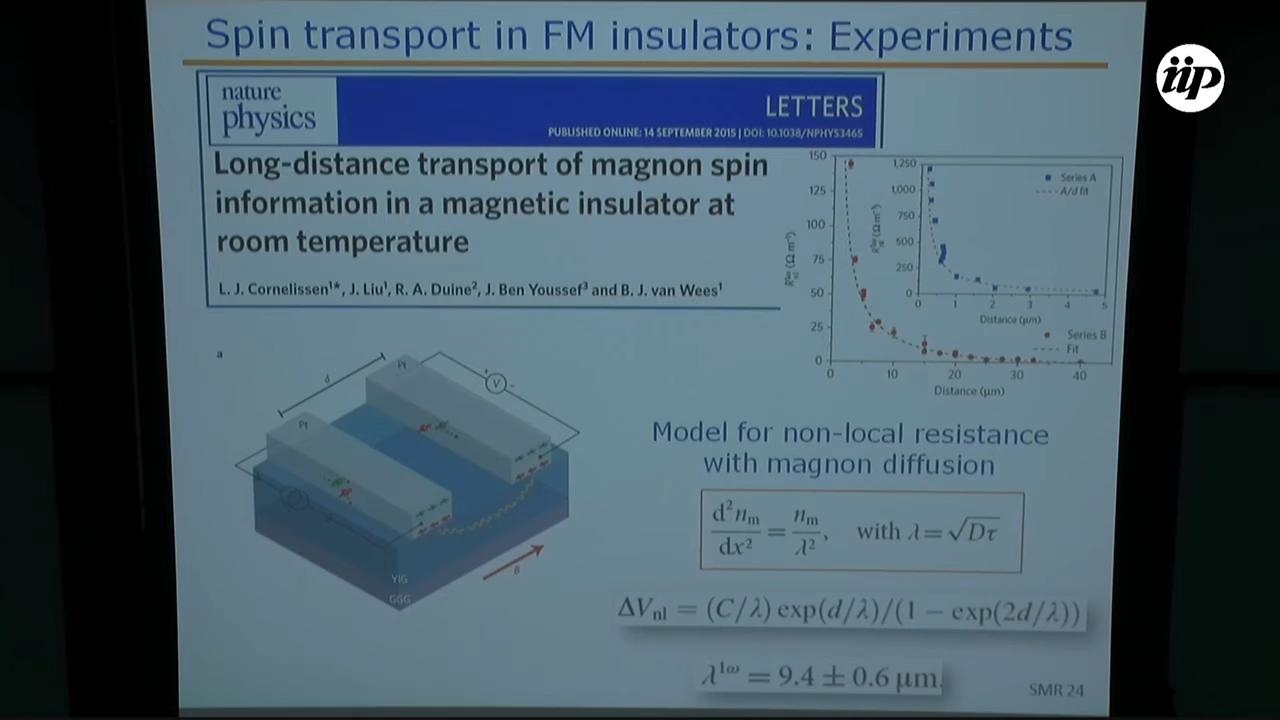 Spin transport in FM insulators: Experiments
iip
nature
physics
LETTERS
PUBLISHED ONLINE: 14 SEPTEMBER 2015 | DOI: 10.1038/NPHYS3465
Long-distance transport of magnon spin
information in a magnetic insulator at
room temperature
L. J. Cornelissen¹*, J. Liu¹, R. A. Duine², J. Ben Youssef³ and B. J. van Wees¹
150
125
100
75
50
25
0
0
10
20
30
40
Distance (μm)
1,250
1,000
750
500
250
0
0
1
2
3
4
5
Distance (μm)
Series A
A/d fit
Series B
Fit
a
d
Pt
Pt
V
YIG
GGG
B
Model for non-local resistance
with magnon diffusion
d²nₘ/dx² = nₘ/λ², with λ=√Dτ
ΔVₙₗ = (C/λ) exp(d/λ)/(1 − exp(2d/λ))
λ¹ω = 9.4 ± 0.6 μm.
SMR 24